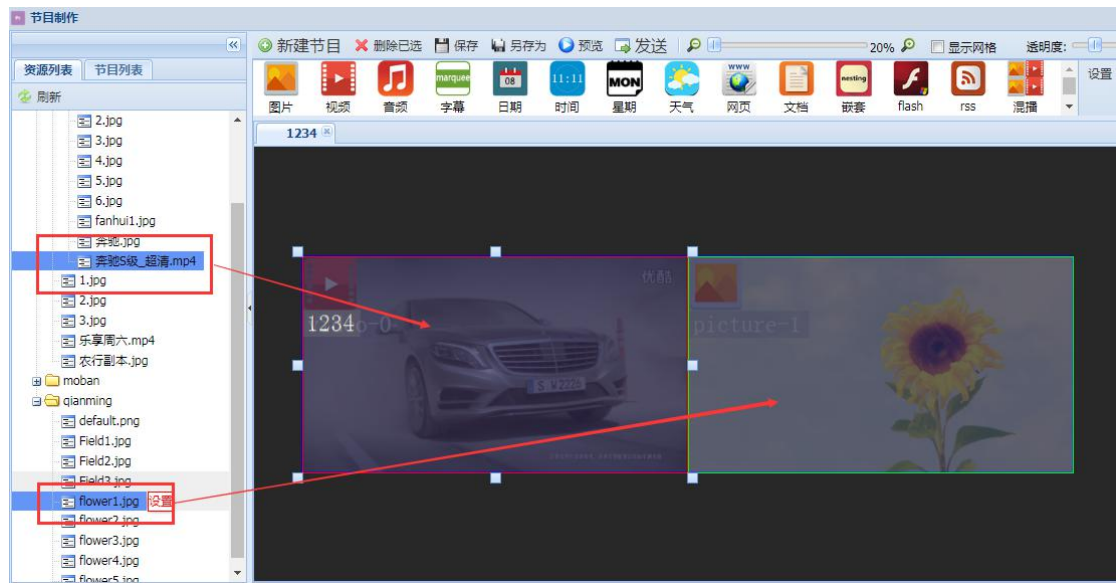 节目制作
新建节目 删除已选 保存 另存为 预览 发送 20% 显示网格 透明度:
资源列表 节目列表
刷新
marquee 08 11:11 MON www nesting
图片 视频 音频 字幕 日期 时间 星期 天气 网页 文档 嵌套 flash rss 混播 设置
1234
2.jpg
3.jpg
4.jpg
5.jpg
6.jpg
fanhui1.jpg
奔驰.jpg
奔驰S级_超清.mp4
1.jpg
2.jpg
3.jpg
乐享周六.mp4
农行副本.jpg
moban
qianming
default.png
Field1.jpg
Field2.jpg
Field3.jpg
flower1.jpg 设置
flower2.jpg
flower3.jpg
flower4.jpg
flower5.jpg
优酷
1234o-0
picture-1
S W2226